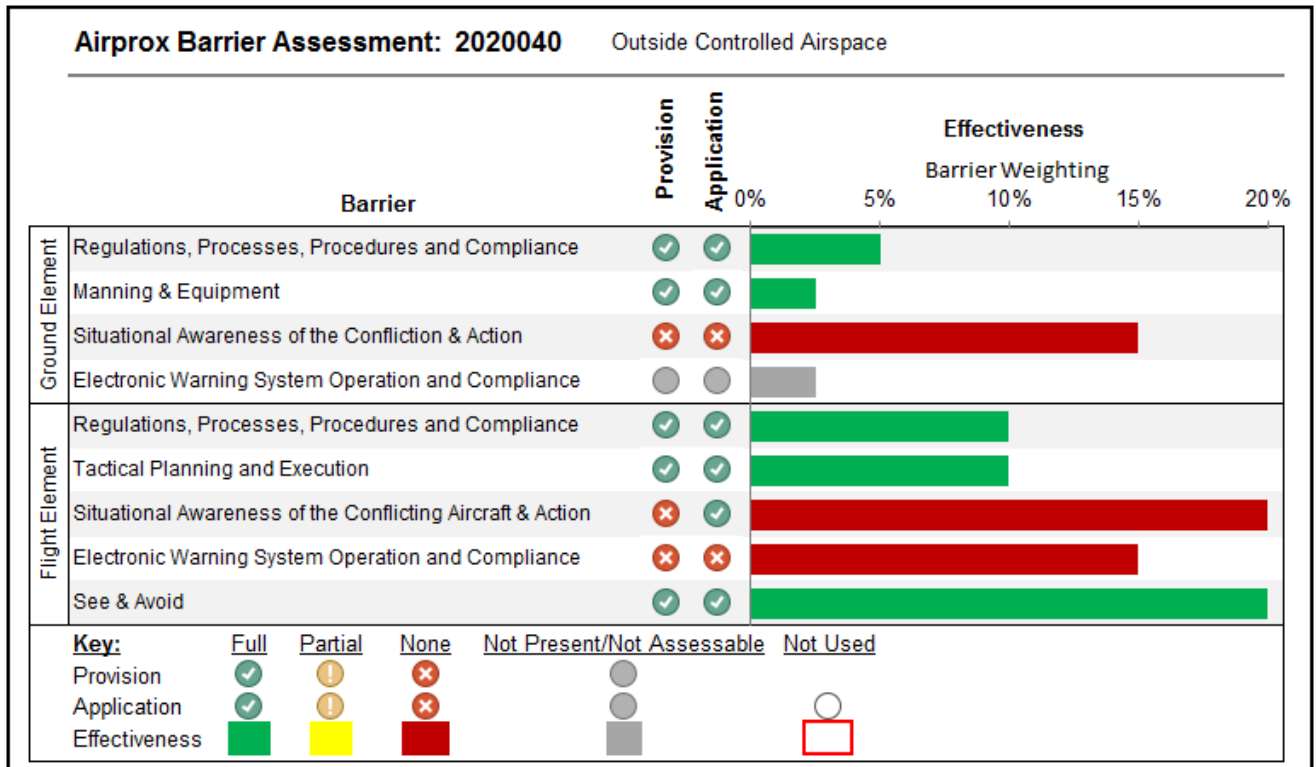 Airprox Barrier Assessment: 2020040 Outside Controlled Airspace
Barrier Provision Application Effectiveness
Barrier Weighting
0% 5% 10% 15% 20%
Ground Element
Regulations, Processes, Procedures and Compliance
Manning & Equipment
Situational Awareness of the Confliction & Action
Electronic Warning System Operation and Compliance
Flight Element
Regulations, Processes, Procedures and Compliance
Tactical Planning and Execution
Situational Awareness of the Conflicting Aircraft & Action
Electronic Warning System Operation and Compliance
See & Avoid
Key: Full Partial None Not Present/Not Assessable Not Used
Provision
Application
Effectiveness